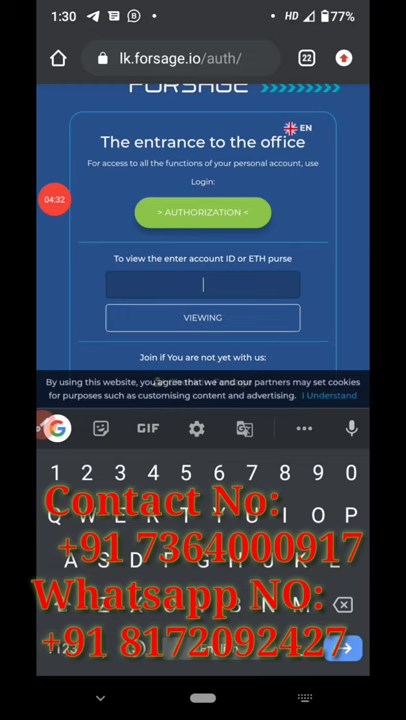 1:30 HD 77%
lk.forsage.io/auth/ 22
FORSAGE
EN
The entrance to the office
For access to all the functions of your personal account, use
Login:
04:32
> AUTHORIZATION <
To view the enter account ID or ETH purse
VIEWING
Join if You are not yet with us:
By using this website, you agree that we and our partners may set cookies
for purposes such as customising content and advertising. I Understand
G GIF
1 2 3 4 5 6 7 8 9 0
Contact No:
Q W E R T Y U I O P
+91 7364000917
Whatsapp NO:
+91 8172092427